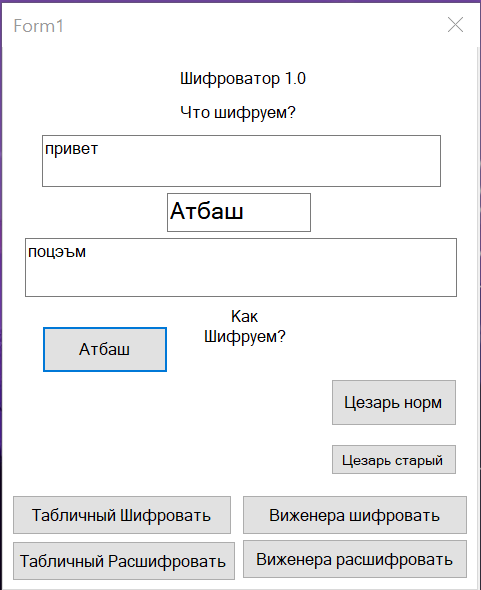 Form1
Шифроватор 1.0
Что шифруем?
привет
Атбаш
поцэъм
Как
Шифруем?
Атбаш
Цезарь норм
Цезарь старый
Табличный Шифровать
Виженера шифровать
Табличный Расшифровать
Виженера расшифровать